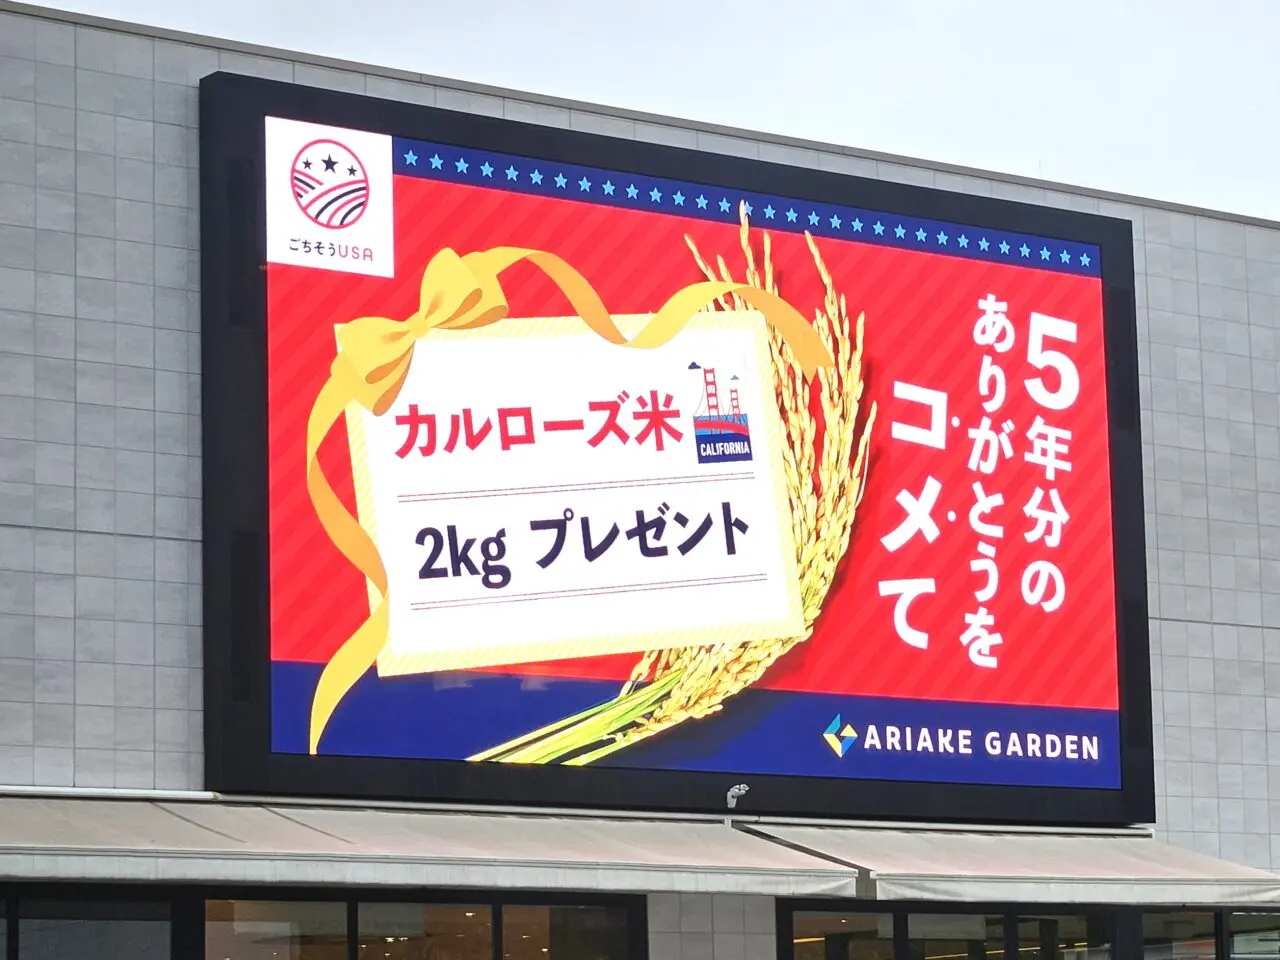 ごちそうUSA
5年分の
ありがとうを
コメて
カルローズ米
CALIFORNIA
2kg プレゼント
ARIAKE GARDEN